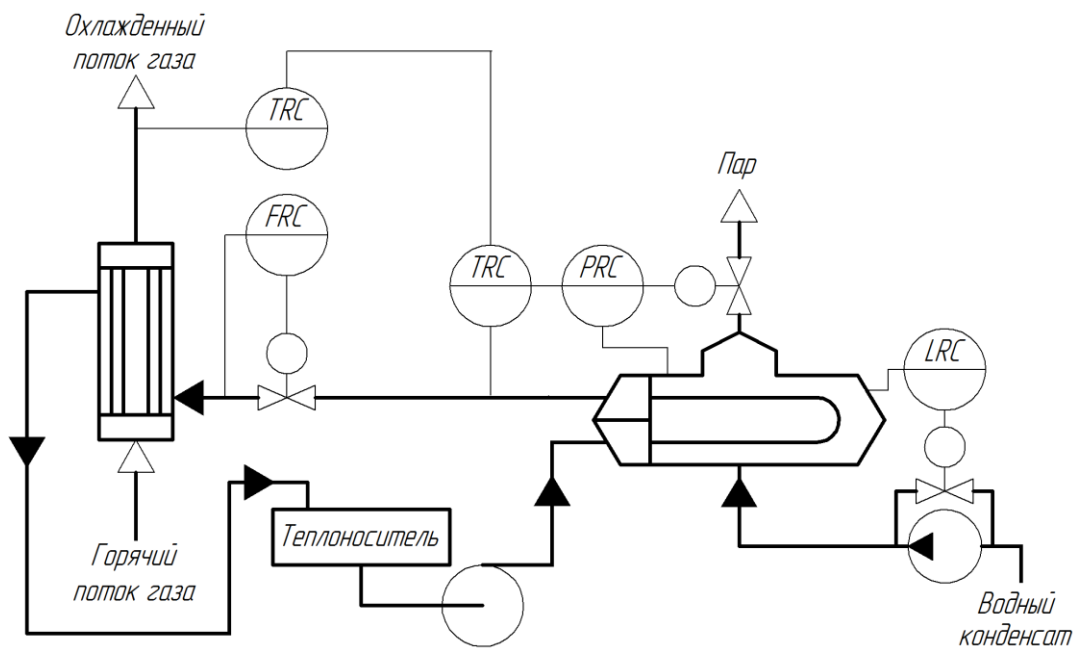 Охлажденный
поток газа
TRC
FRC
Пар
TRC
PRC
LRC
Теплоноситель
Горячий
поток газа
Водный
конденсат